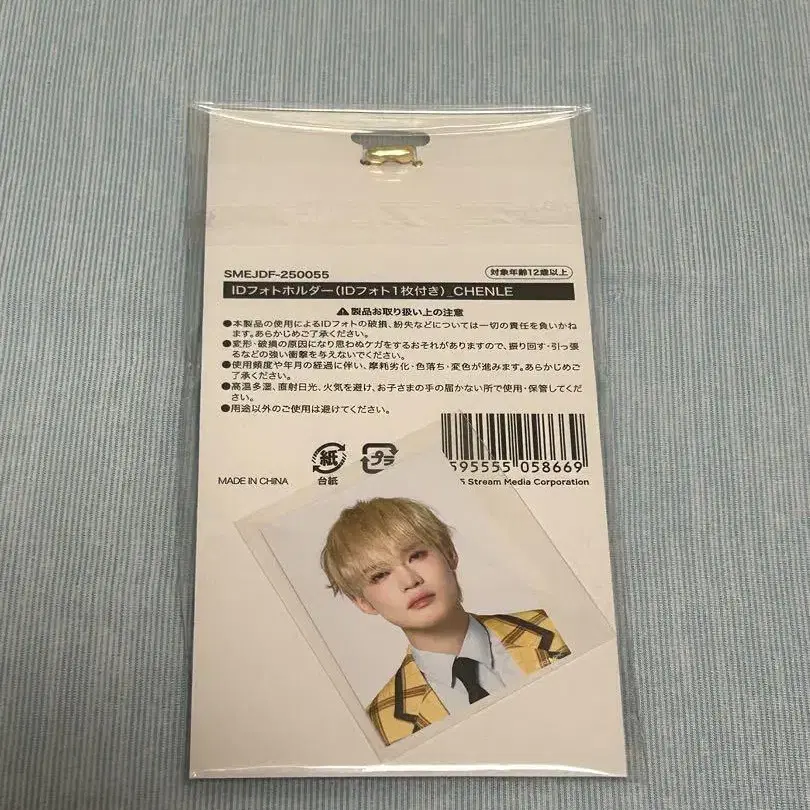 SMEJDF-250055
対象年齢12歳以上
IDフォトホルダー(IDフォト1枚付き)_CHENLE
⚠製品お取り扱い上の注意
●本製品の使用によるIDフォトの破損、紛失などについては一切の責任を負いかね
ます。あらかじめご了承ください。
●変形・破損の原因になり思わぬケガをするおそれがありますので、振り回す・引っ張
るなどの強い衝撃を与えないでください。
●使用頻度や年月の経過に伴い、摩耗劣化・色落ち・変色が進みます。あらかじめご
了承ください。
●高温多湿、直射日光、火気を避け、お子さまの手の届かない所で使用・保管してくだ
さい。
●用途以外のご使用は避けてください。
MADE IN CHINA
紙
台紙
プラ
595555 058669
Stream Media Corporation